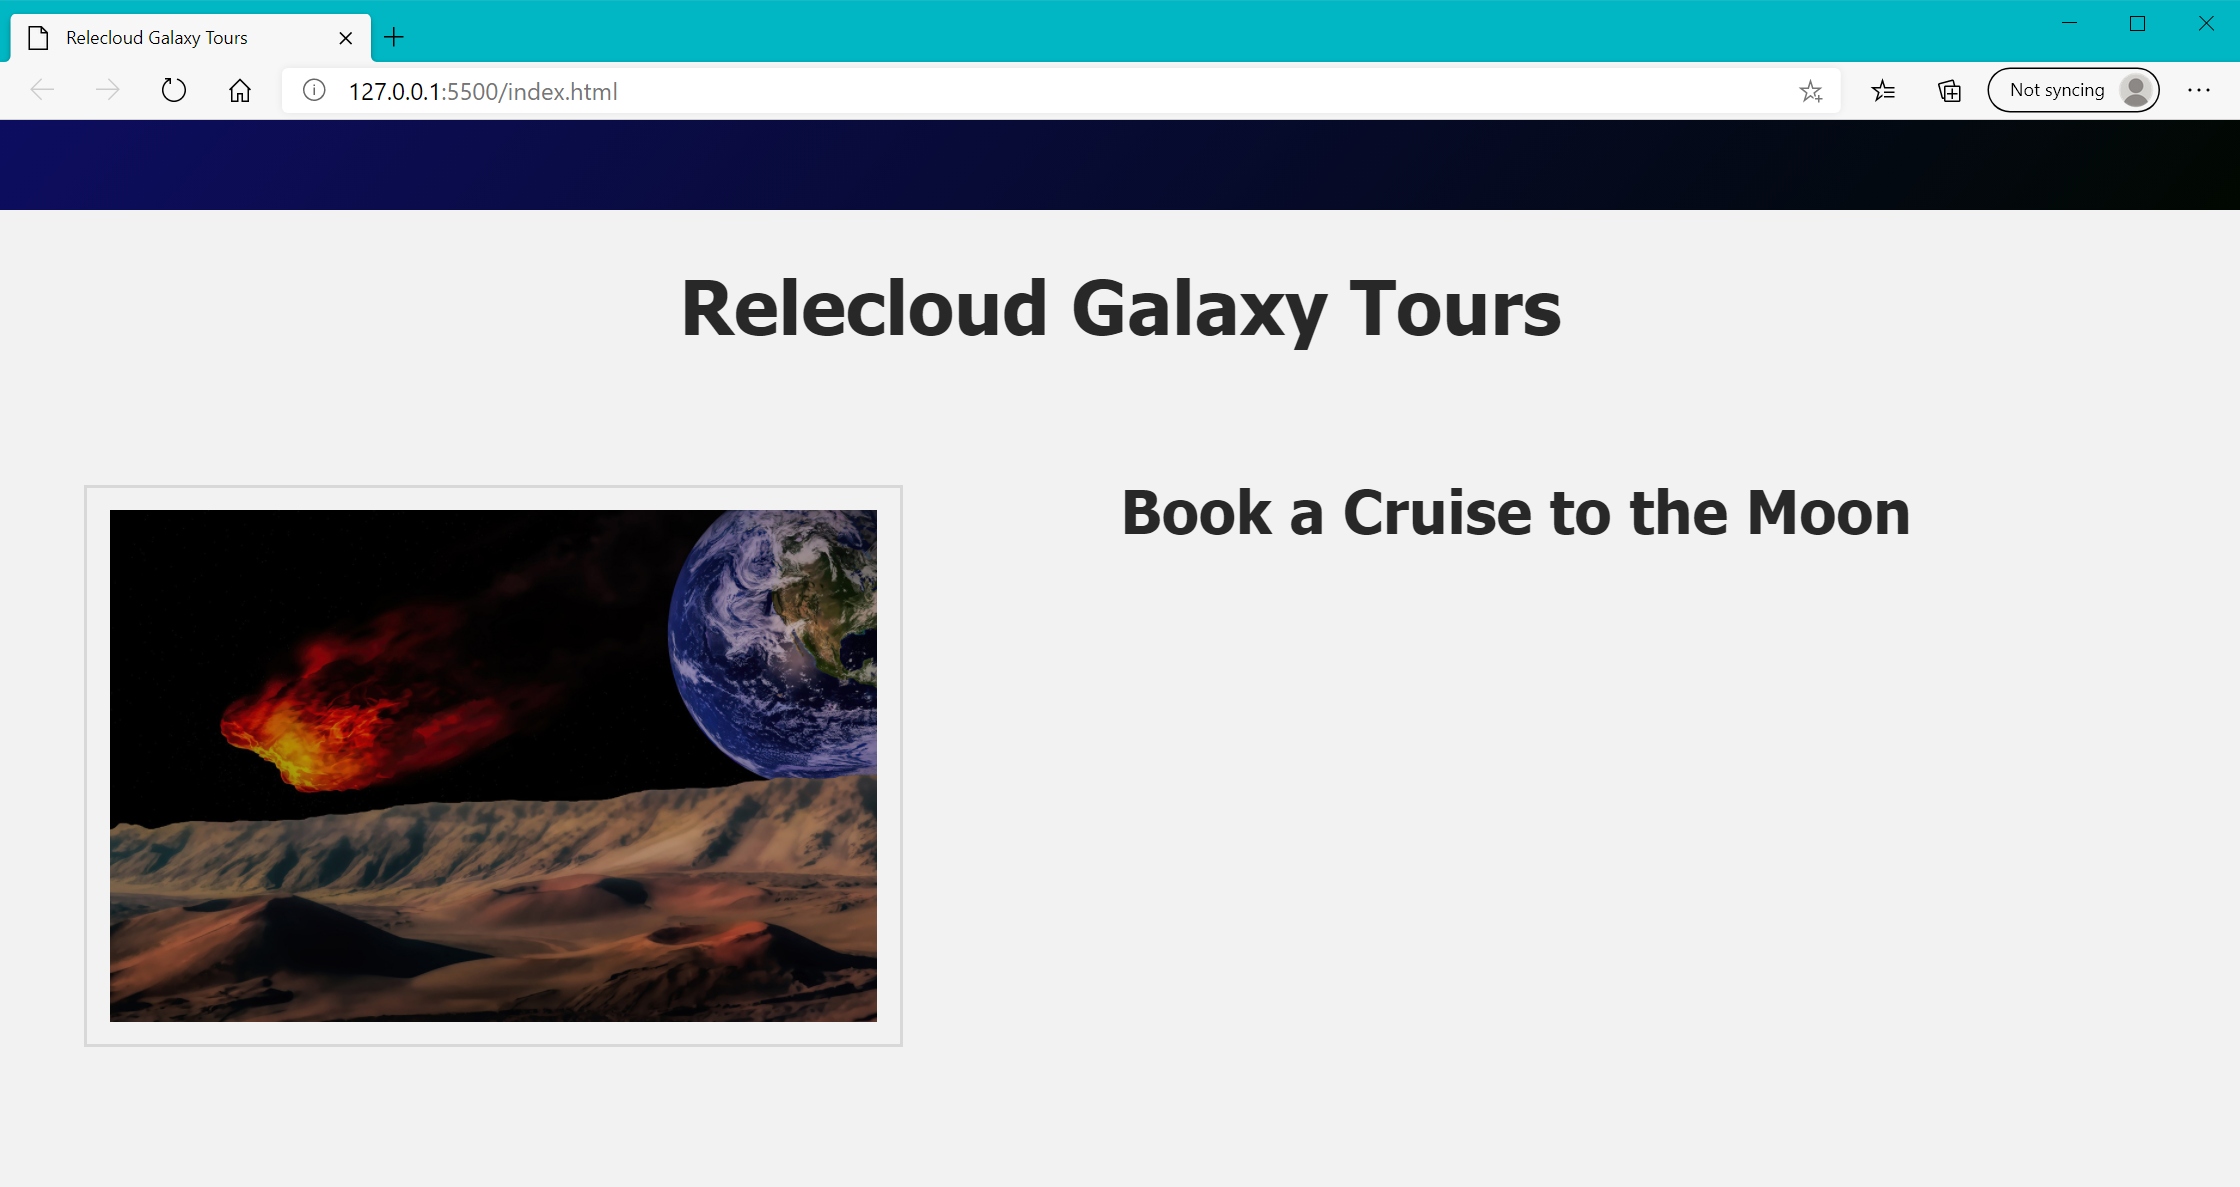 Relecloud Galaxy Tours
127.0.0.1:5500/index.html
Not syncing
Relecloud Galaxy Tours
Book a Cruise to the Moon